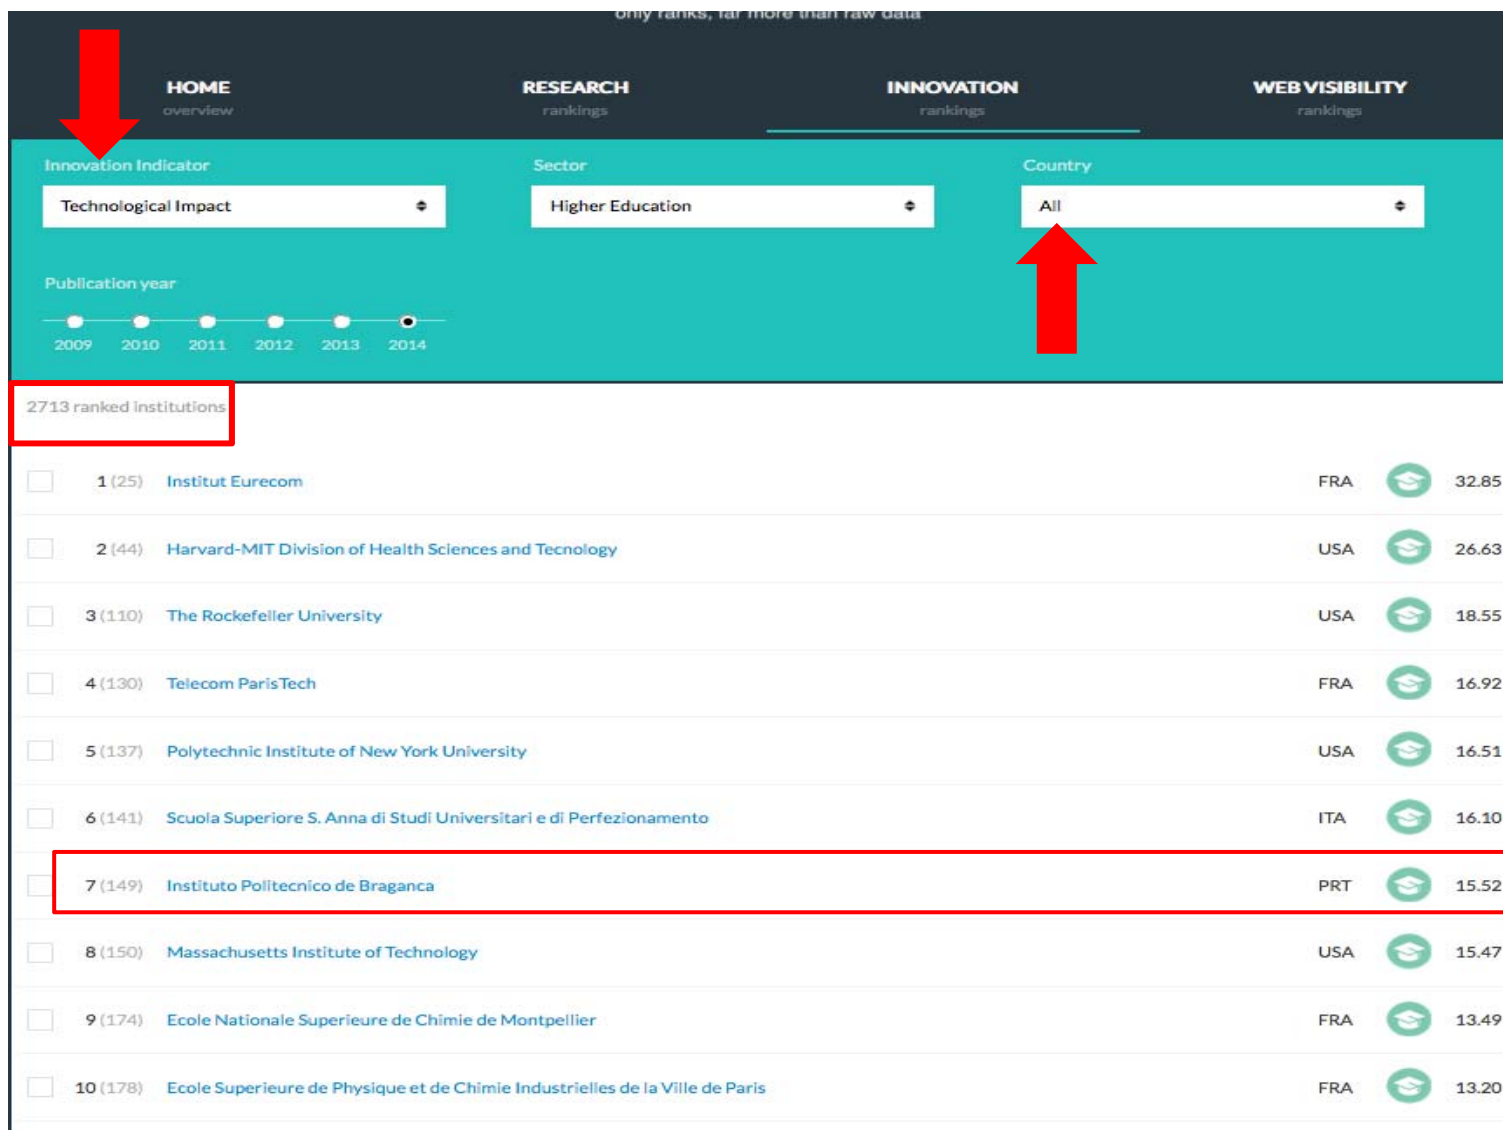 only ranks, far more than raw data
HOME RESEARCH INNOVATION WEB VISIBILITY
overview rankings rankings rankings
Innovation Indicator Sector Country
Technological Impact Higher Education All
Publication year
2009 2010 2011 2012 2013 2014
2713 ranked institutions
1 (25) Institut Eurecom FRA 32.85
2 (44) Harvard-MIT Division of Health Sciences and Tecnology USA 26.63
3 (110) The Rockefeller University USA 18.55
4 (130) Telecom ParisTech FRA 16.92
5 (137) Polytechnic Institute of New York University USA 16.51
6 (141) Scuola Superiore S. Anna di Studi Universitari e di Perfezionamento ITA 16.10
7 (149) Instituto Politecnico de Braganca PRT 15.52
8 (150) Massachusetts Institute of Technology USA 15.47
9 (174) Ecole Nationale Superieure de Chimie de Montpellier FRA 13.49
10 (178) Ecole Superieure de Physique et de Chimie Industrielles de la Ville de Paris FRA 13.20